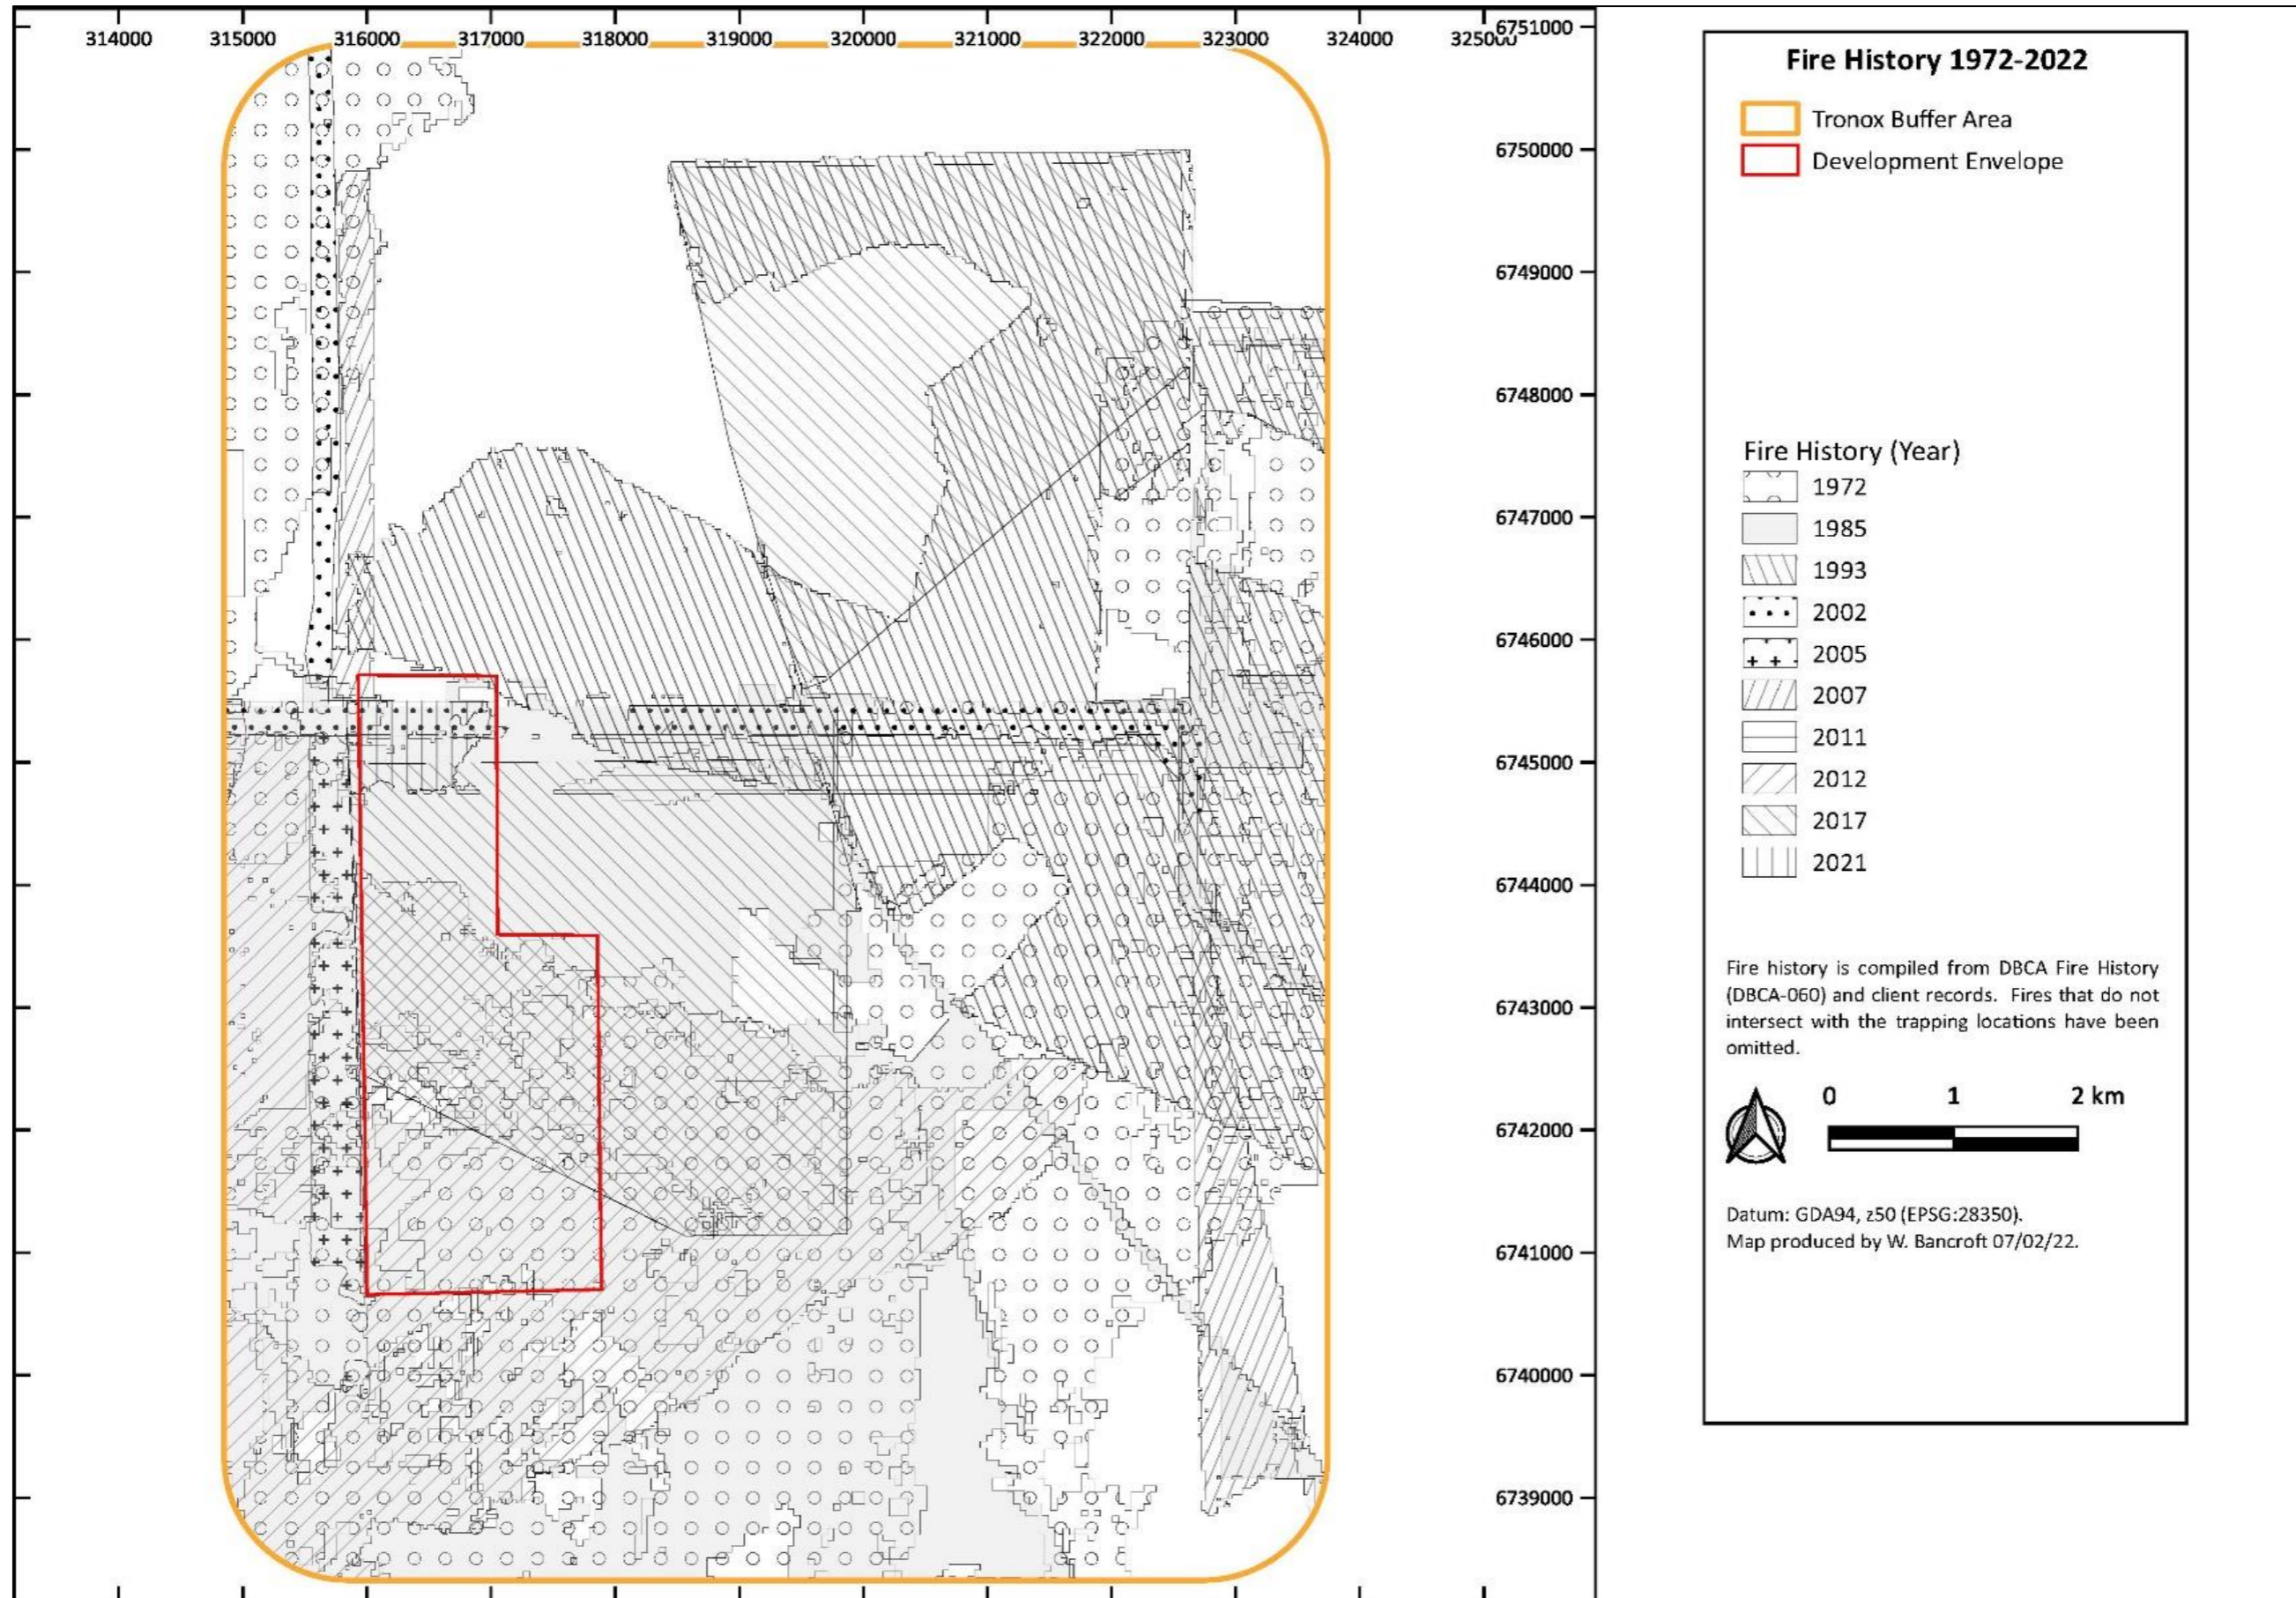 314000 315000 316000 317000 318000 319000 320000 321000 322000 323000 324000
6751000
6750000
6749000
6748000
6747000
6746000
6745000
6744000
6743000
6742000
6741000
6740000
6739000
Fire History 1972-2022
Tronox Buffer Area
Development Envelope
Fire History (Year)
1972
1985
1993
2002
2005
2007
2011
2012
2017
2021
Fire history is compiled from DBCA Fire History
(DBCA-060) and client records. Fires that do not
intersect with the trapping locations have been
omitted.
0 1 2 km
Datum: GDA94, z50 (EPSG:28350).
Map produced by W. Bancroft 07/02/22.